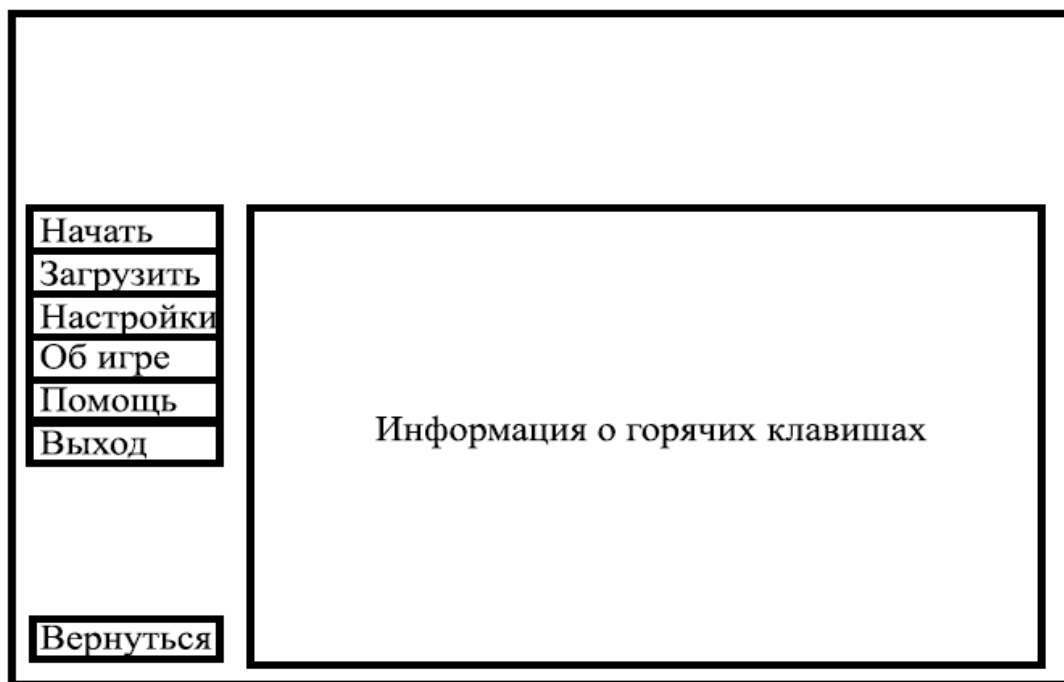 Начать
Загрузить
Настройки
Об игре
Помощь
Выход
Информация о горячих клавишах
Вернуться